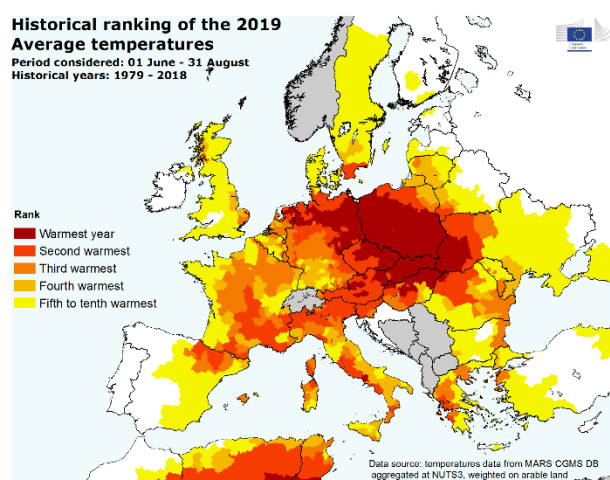 Historical ranking of the 2019
Average temperatures
Period considered: 01 June - 31 August
Historical years: 1979 - 2018
Rank
Warmest year
Second warmest
Third warmest
Fourth warmest
Fifth to tenth warmest
Data source: temperatures data from MARS CGMS DB
aggregated at NUTS3, weighted on arable land